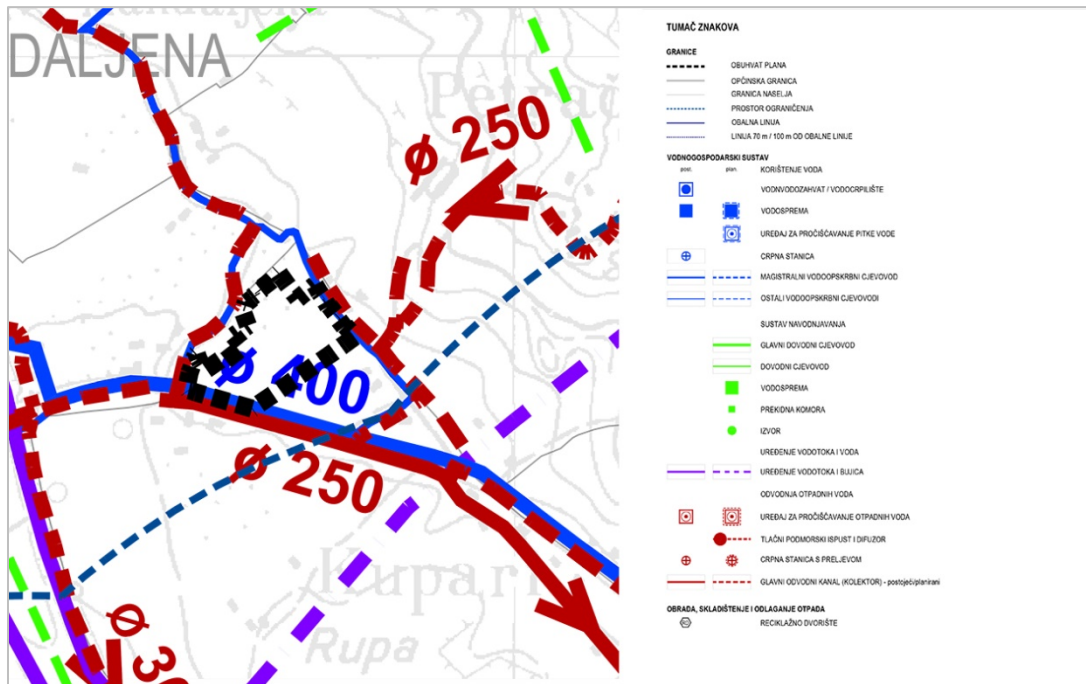 DALJENA
Petrač
ϕ 250
ϕ 400
ϕ 250
Kupari
Rupa
ϕ 30
TUMAČ ZNAKOVA
GRANICE
OBUHVAT PLANA
OPĆINSKA GRANICA
GRANICA NASELJA
PROSTOR OGRANIČENJA
OBALNA LINIJA
LINIJA 70 m / 100 m OD OBALNE LINIJE
VODNOGOSPODARSKI SUSTAV
post. plan. KORIŠTENJE VODA
VODNVODOZAHVAT / VODOCRPILIŠTE
VODOSPREMA
UREĐAJ ZA PROČIŠĆAVANJE PITKE VODE
CRPNA STANICA
MAGISTRALNI VODOOPSKRBNI CJEVOVOD
OSTALI VODOOPSKRBNI CJEVOVODI
SUSTAV NAVODNJAVANJA
GLAVNI DOVODNI CJEVOVOD
DOVODNI CJEVOVOD
VODOSPREMA
PREKIDNA KOMORA
IZVOR
UREĐENJE VODOTOKA I VODA
UREĐENJE VODOTOKA I BUJICA
ODVODNJA OTPADNIH VODA
UREĐAJ ZA PROČIŠĆAVANJE OTPADNIH VODA
TLAČNI PODMORSKI ISPUST I DIFUZOR
CRPNA STANICA S PRELJEVOM
GLAVNI ODVODNI KANAL (KOLEKTOR) - postojeći/planirani
OBRADA, SKLADIŠTENJE I ODLAGANJE OTPADA
RECIKLAŽNO DVORIŠTE